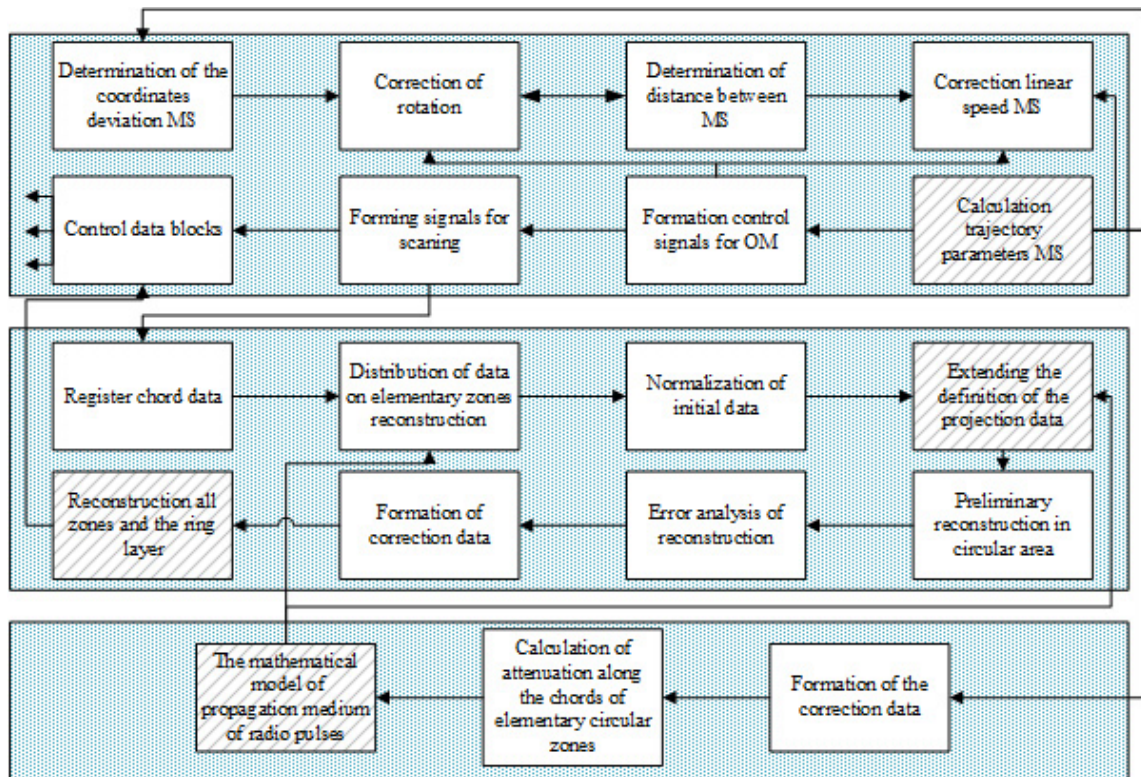 Determination of the
coordinates
deviation MS
Correction of
rotation
Determination of
distance between
MS
Correction linear
speed MS
Control data blocks
Forming signals for
scaning
Formation control
signals for OM
Calculation
trajectory
parameters MS
Register chord data
Distribution of data
on elementary zones
reconstruction
Normalization of
initial data
Extending the
definition of the
projection data
Reconstruction all
zones and the ring
layer
Formation of
correction data
Error analysis of
reconstruction
Preliminary
reconstruction in
circular area
The mathematical
model of
propagation medium
of radio pulses
Calculation of
attenuation along
the chords of
elementary circular
zones
Formation of the
correction data